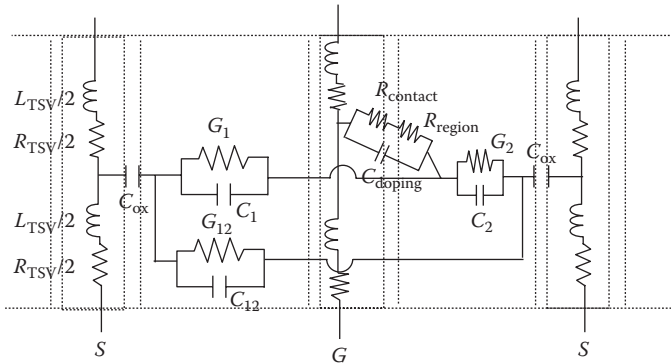 L_TSV/2
R_contact
R_TSV/2
G_1
R_region
G_2
C_ox
C_doping
C_ox
C_1
C_2
L_TSV/2
G_12
R_TSV/2
C_12
S
G
S